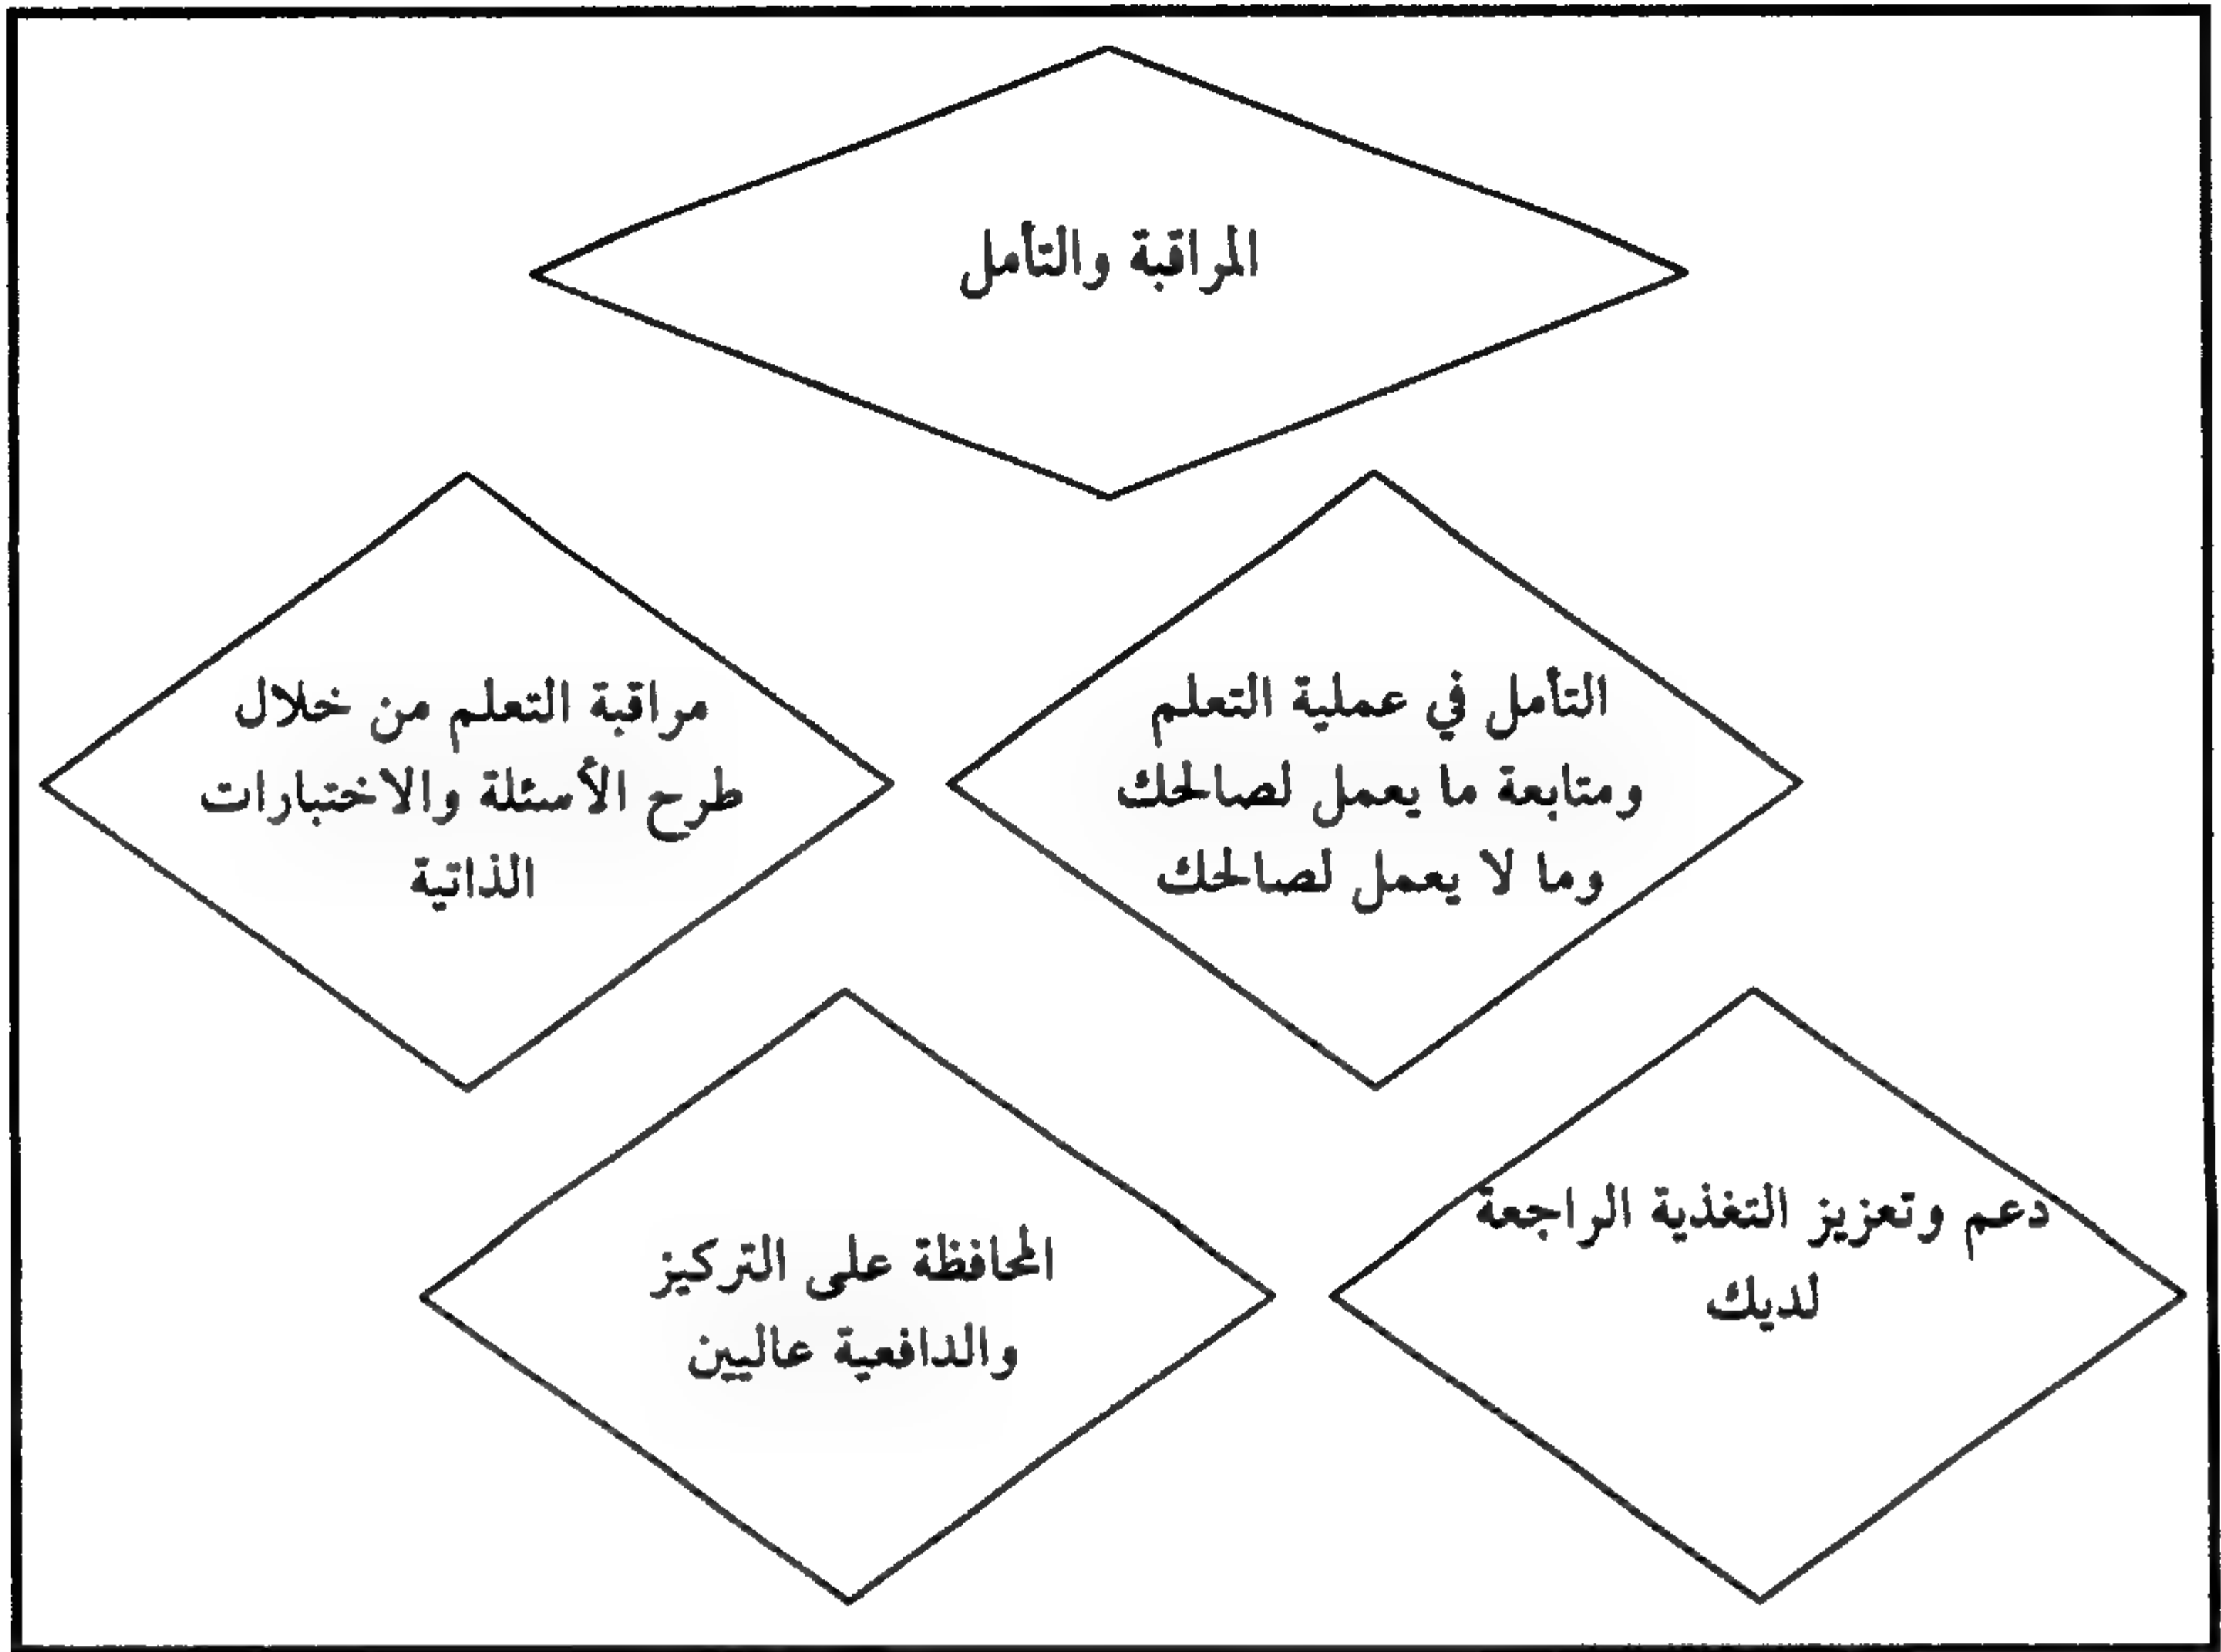 المراقبة والتأمل
التأمل في عملية التعلم
ومتابعة ما يعمل لصالحك
وما لا يعمل لصالحك
مراقبة التعلم من خلال
طرح الأسئلة والاختبارات
الذاتية
دعم وتعزيز التغذية الراجعة
لديك
المحافظة على التركيز
والدافعية عاليين